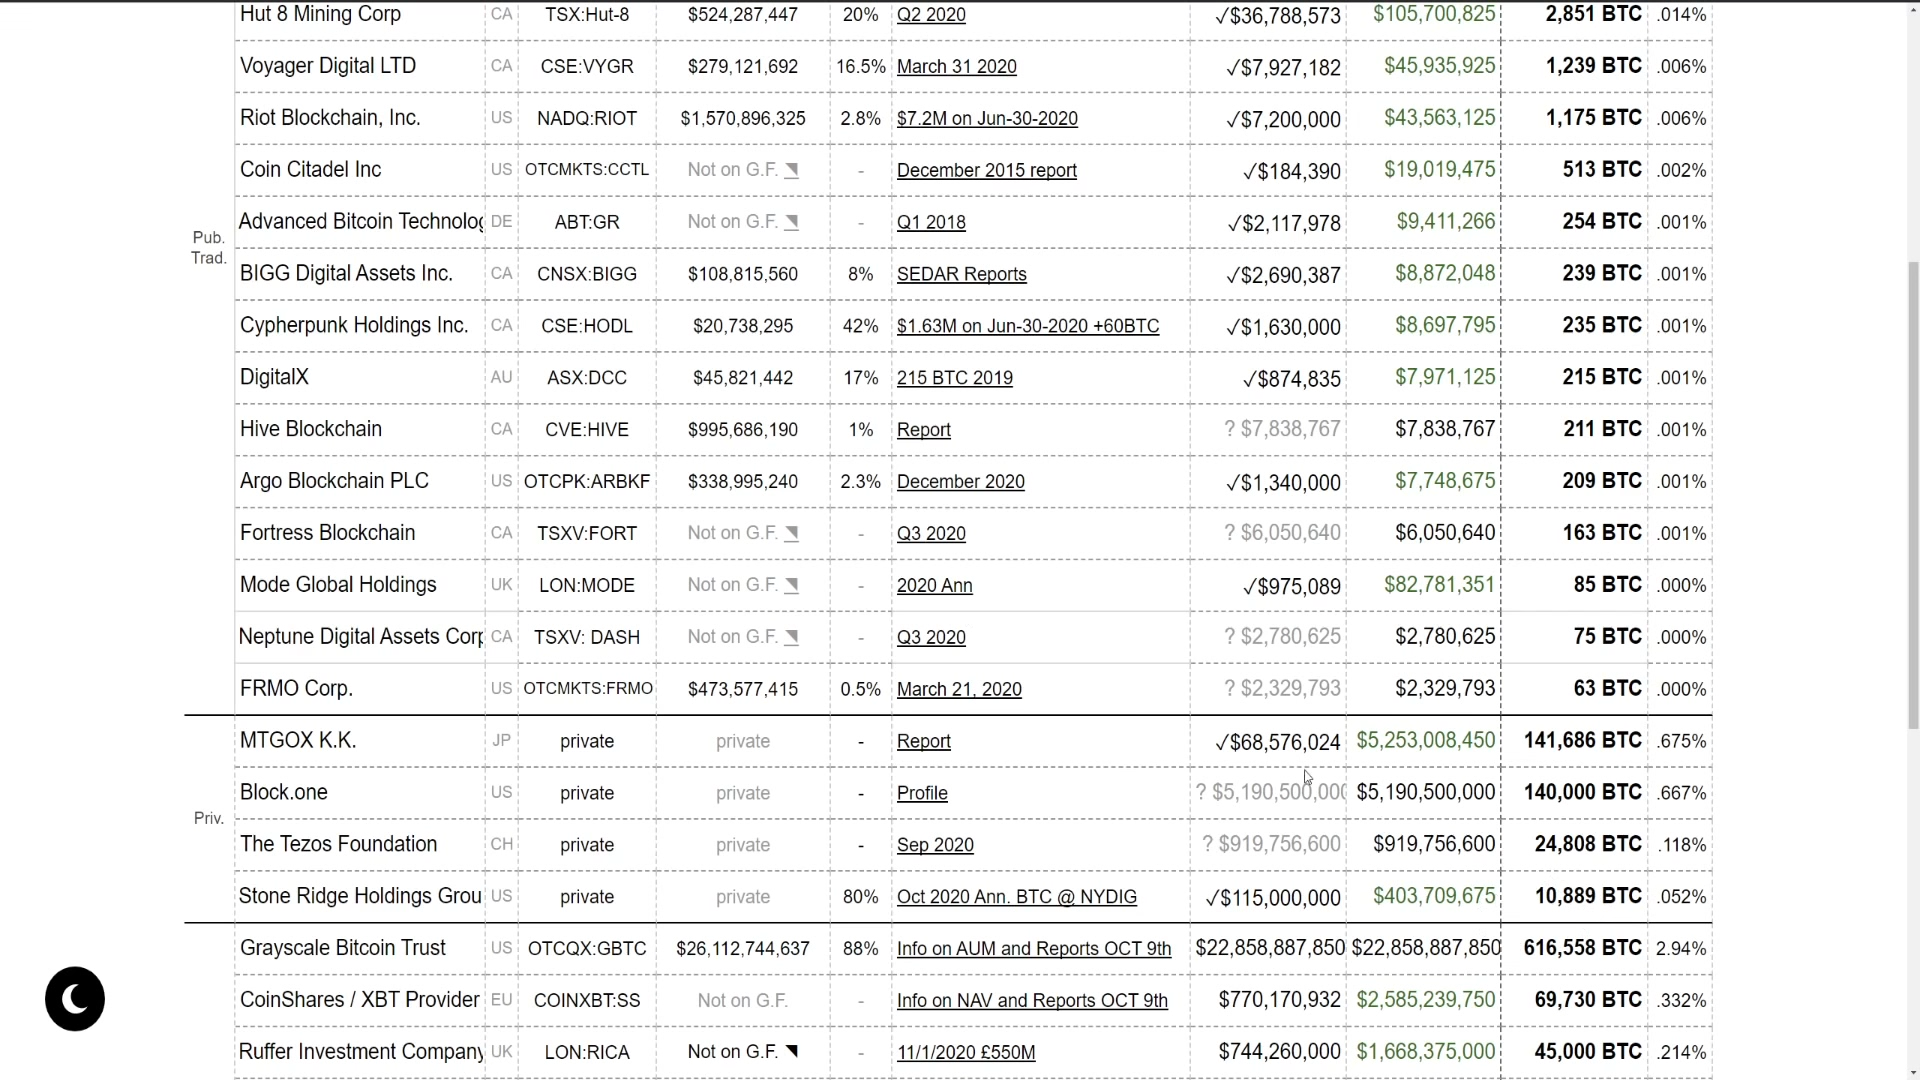 Hut 8 Mining Corp CA TSX:Hut-8 $524,287,447 20% Q2 2020 ✓$36,788,573 $105,700,825 2,851 BTC .014%
Voyager Digital LTD CA CSE:VYGR $279,121,692 16.5% March 31 2020 ✓$7,927,182 $45,935,925 1,239 BTC .006%
Riot Blockchain, Inc. US NADQ:RIOT $1,570,896,325 2.8% $7.2M on Jun-30-2020 ✓$7,200,000 $43,563,125 1,175 BTC .006%
Coin Citadel Inc US OTCMKTS:CCTL Not on G.F. ◥ - December 2015 report ✓$184,390 $19,019,475 513 BTC .002%
Pub. Trad.
Advanced Bitcoin Technolog DE ABT:GR Not on G.F. ◥ - Q1 2018 ✓$2,117,978 $9,411,266 254 BTC .001%
BIGG Digital Assets Inc. CA CNSX:BIGG $108,815,560 8% SEDAR Reports ✓$2,690,387 $8,872,048 239 BTC .001%
Cypherpunk Holdings Inc. CA CSE:HODL $20,738,295 42% $1.63M on Jun-30-2020 +60BTC ✓$1,630,000 $8,697,795 235 BTC .001%
DigitalX AU ASX:DCC $45,821,442 17% 215 BTC 2019 ✓$874,835 $7,971,125 215 BTC .001%
Hive Blockchain CA CVE:HIVE $995,686,190 1% Report ? $7,838,767 $7,838,767 211 BTC .001%
Argo Blockchain PLC US OTCPK:ARBKF $338,995,240 2.3% December 2020 ✓$1,340,000 $7,748,675 209 BTC .001%
Fortress Blockchain CA TSXV:FORT Not on G.F. ◥ - Q3 2020 ? $6,050,640 $6,050,640 163 BTC .001%
Mode Global Holdings UK LON:MODE Not on G.F. ◥ - 2020 Ann ✓$975,089 $82,781,351 85 BTC .000%
Neptune Digital Assets Corp CA TSXV: DASH Not on G.F. ◥ - Q3 2020 ? $2,780,625 $2,780,625 75 BTC .000%
FRMO Corp. US OTCMKTS:FRMO $473,577,415 0.5% March 21, 2020 ? $2,329,793 $2,329,793 63 BTC .000%
MTGOX K.K. JP private private - Report ✓$68,576,024 $5,253,008,450 141,686 BTC .675%
Block.one US private private - Profile ? $5,190,500,000 $5,190,500,000 140,000 BTC .667%
Priv.
The Tezos Foundation CH private private - Sep 2020 ? $919,756,600 $919,756,600 24,808 BTC .118%
Stone Ridge Holdings Grou US private private 80% Oct 2020 Ann. BTC @ NYDIG ✓$115,000,000 $403,709,675 10,889 BTC .052%
Grayscale Bitcoin Trust US OTCQX:GBTC $26,112,744,637 88% Info on AUM and Reports OCT 9th $22,858,887,850 $22,858,887,850 616,558 BTC 2.94%
CoinShares / XBT Provider EU COINXBT:SS Not on G.F. - Info on NAV and Reports OCT 9th $770,170,932 $2,585,239,750 69,730 BTC .332%
Ruffer Investment Company UK LON:RICA Not on G.F. ◥ - 11/1/2020 £550M $744,260,000 $1,668,375,000 45,000 BTC .214%